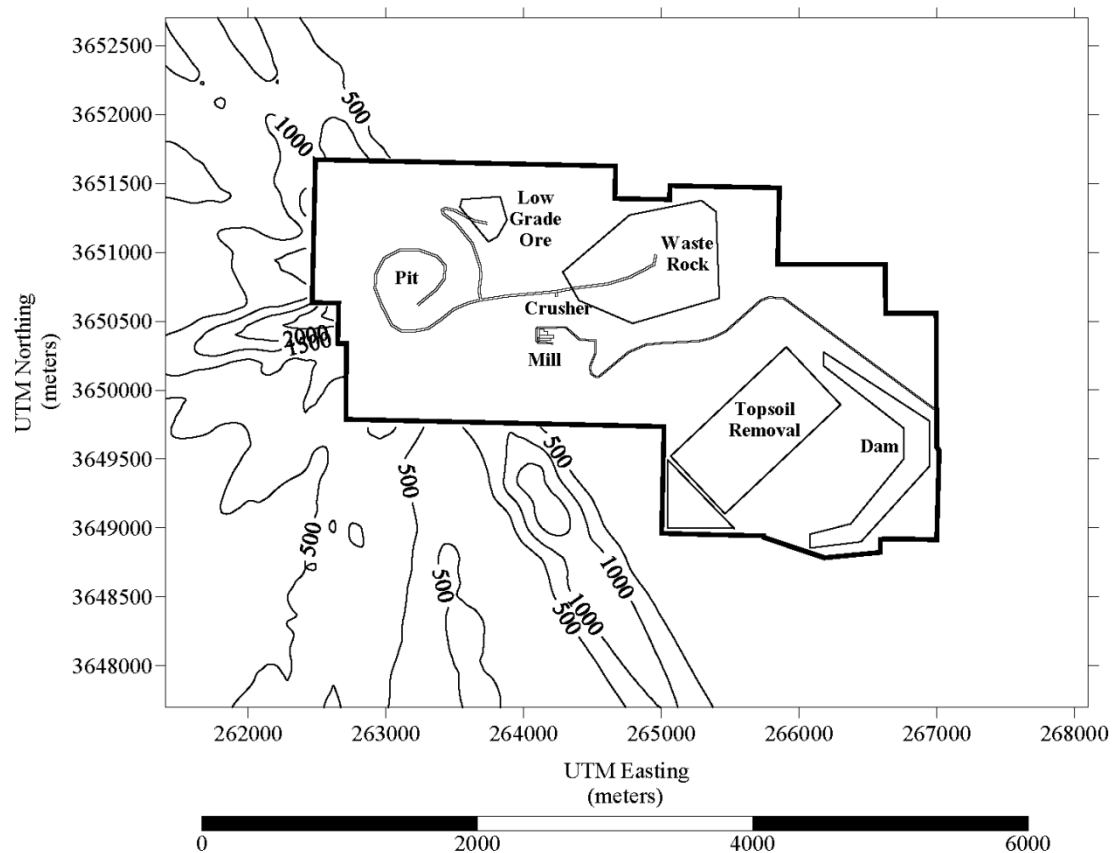 3652500
3652000
3651500
3651000
3650500
3650000
3649500
3649000
3648500
3648000
UTM Northing
(meters)
500
1000
Low
Grade
Ore
Waste
Rock
Pit
Crusher
2000
1500
Mill
Topsoil
Removal
Dam
500
500
500
500
1000
1000
500
262000
263000
264000
265000
266000
267000
268000
UTM Easting
(meters)
0
2000
4000
6000